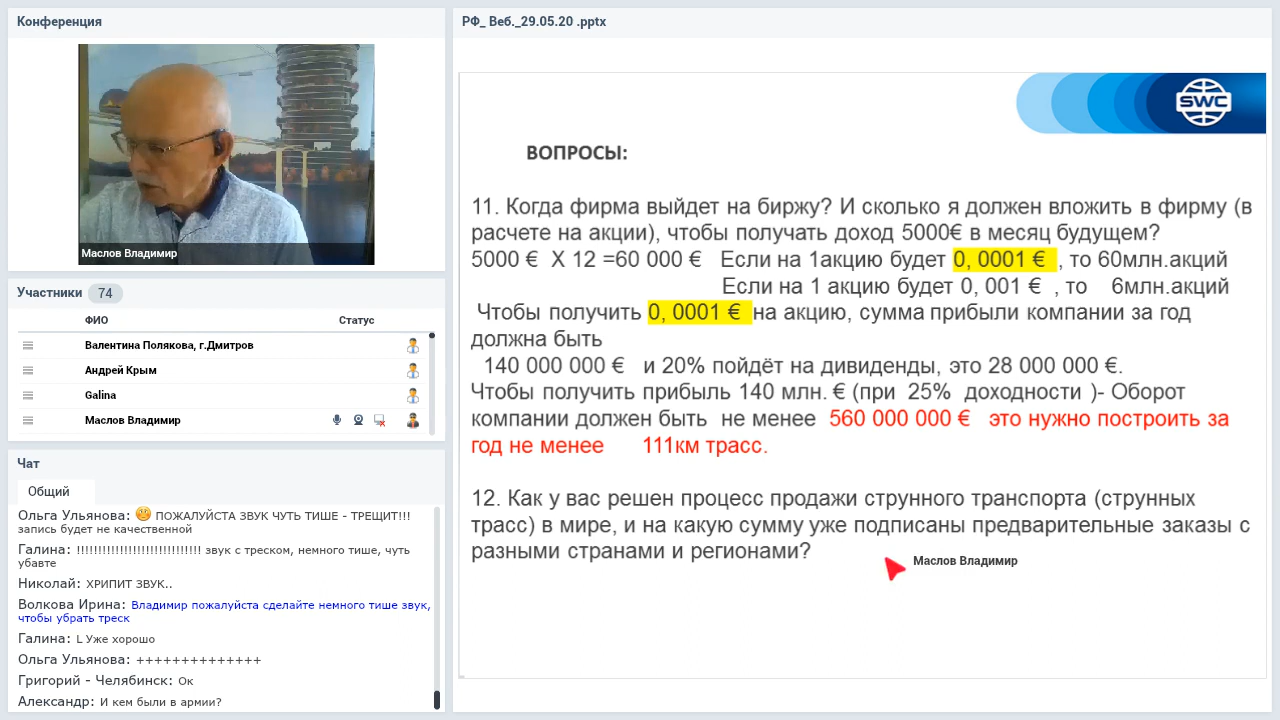 Конференция
Маслов Владимир
Участники 74
ФИО Статус
Валентина Полякова, г.Дмитров
Андрей Крым
Galina
Маслов Владимир
Чат
Общий
Ольга Ульянова: ПОЖАЛУЙСТА ЗВУК ЧУТЬ ТИШЕ - ТРЕЩИТ!!!
запись будет не качественной
Галина: !!!!!!!!!!!!!!!!!!!!!!!!!!!!! звук с треском, немного тише, чуть
убавте
Николай: ХРИПИТ ЗВУК..
Волкова Ирина: Владимир пожалуйста сделайте немного тише звук,
чтобы убрать треск
Галина: L Уже хорошо
Ольга Ульянова: ++++++++++++++
Григорий - Челябинск: Ок
Александр: И кем были в армии?
РФ_ Веб._29.05.20 .pptx
SWC
ВОПРОСЫ:
11. Когда фирма выйдет на биржу? И сколько я должен вложить в фирму (в
расчете на акции), чтобы получать доход 5000€ в месяц будущем?
5000 € Х 12 =60 000 € Если на 1акцию будет 0, 0001 € , то 60млн.акций
Если на 1 акцию будет 0, 001 € , то 6млн.акций
Чтобы получить 0, 0001 € на акцию, сумма прибыли компании за год
должна быть
140 000 000 € и 20% пойдёт на дивиденды, это 28 000 000 €.
Чтобы получить прибыль 140 млн. € (при 25% доходности )- Оборот
компании должен быть не менее 560 000 000 € это нужно построить за
год не менее 111км трасс.
12. Как у вас решен процесс продажи струнного транспорта (струнных
трасс) в мире, и на какую сумму уже подписаны предварительные заказы с
разными странами и регионами?
Маслов Владимир